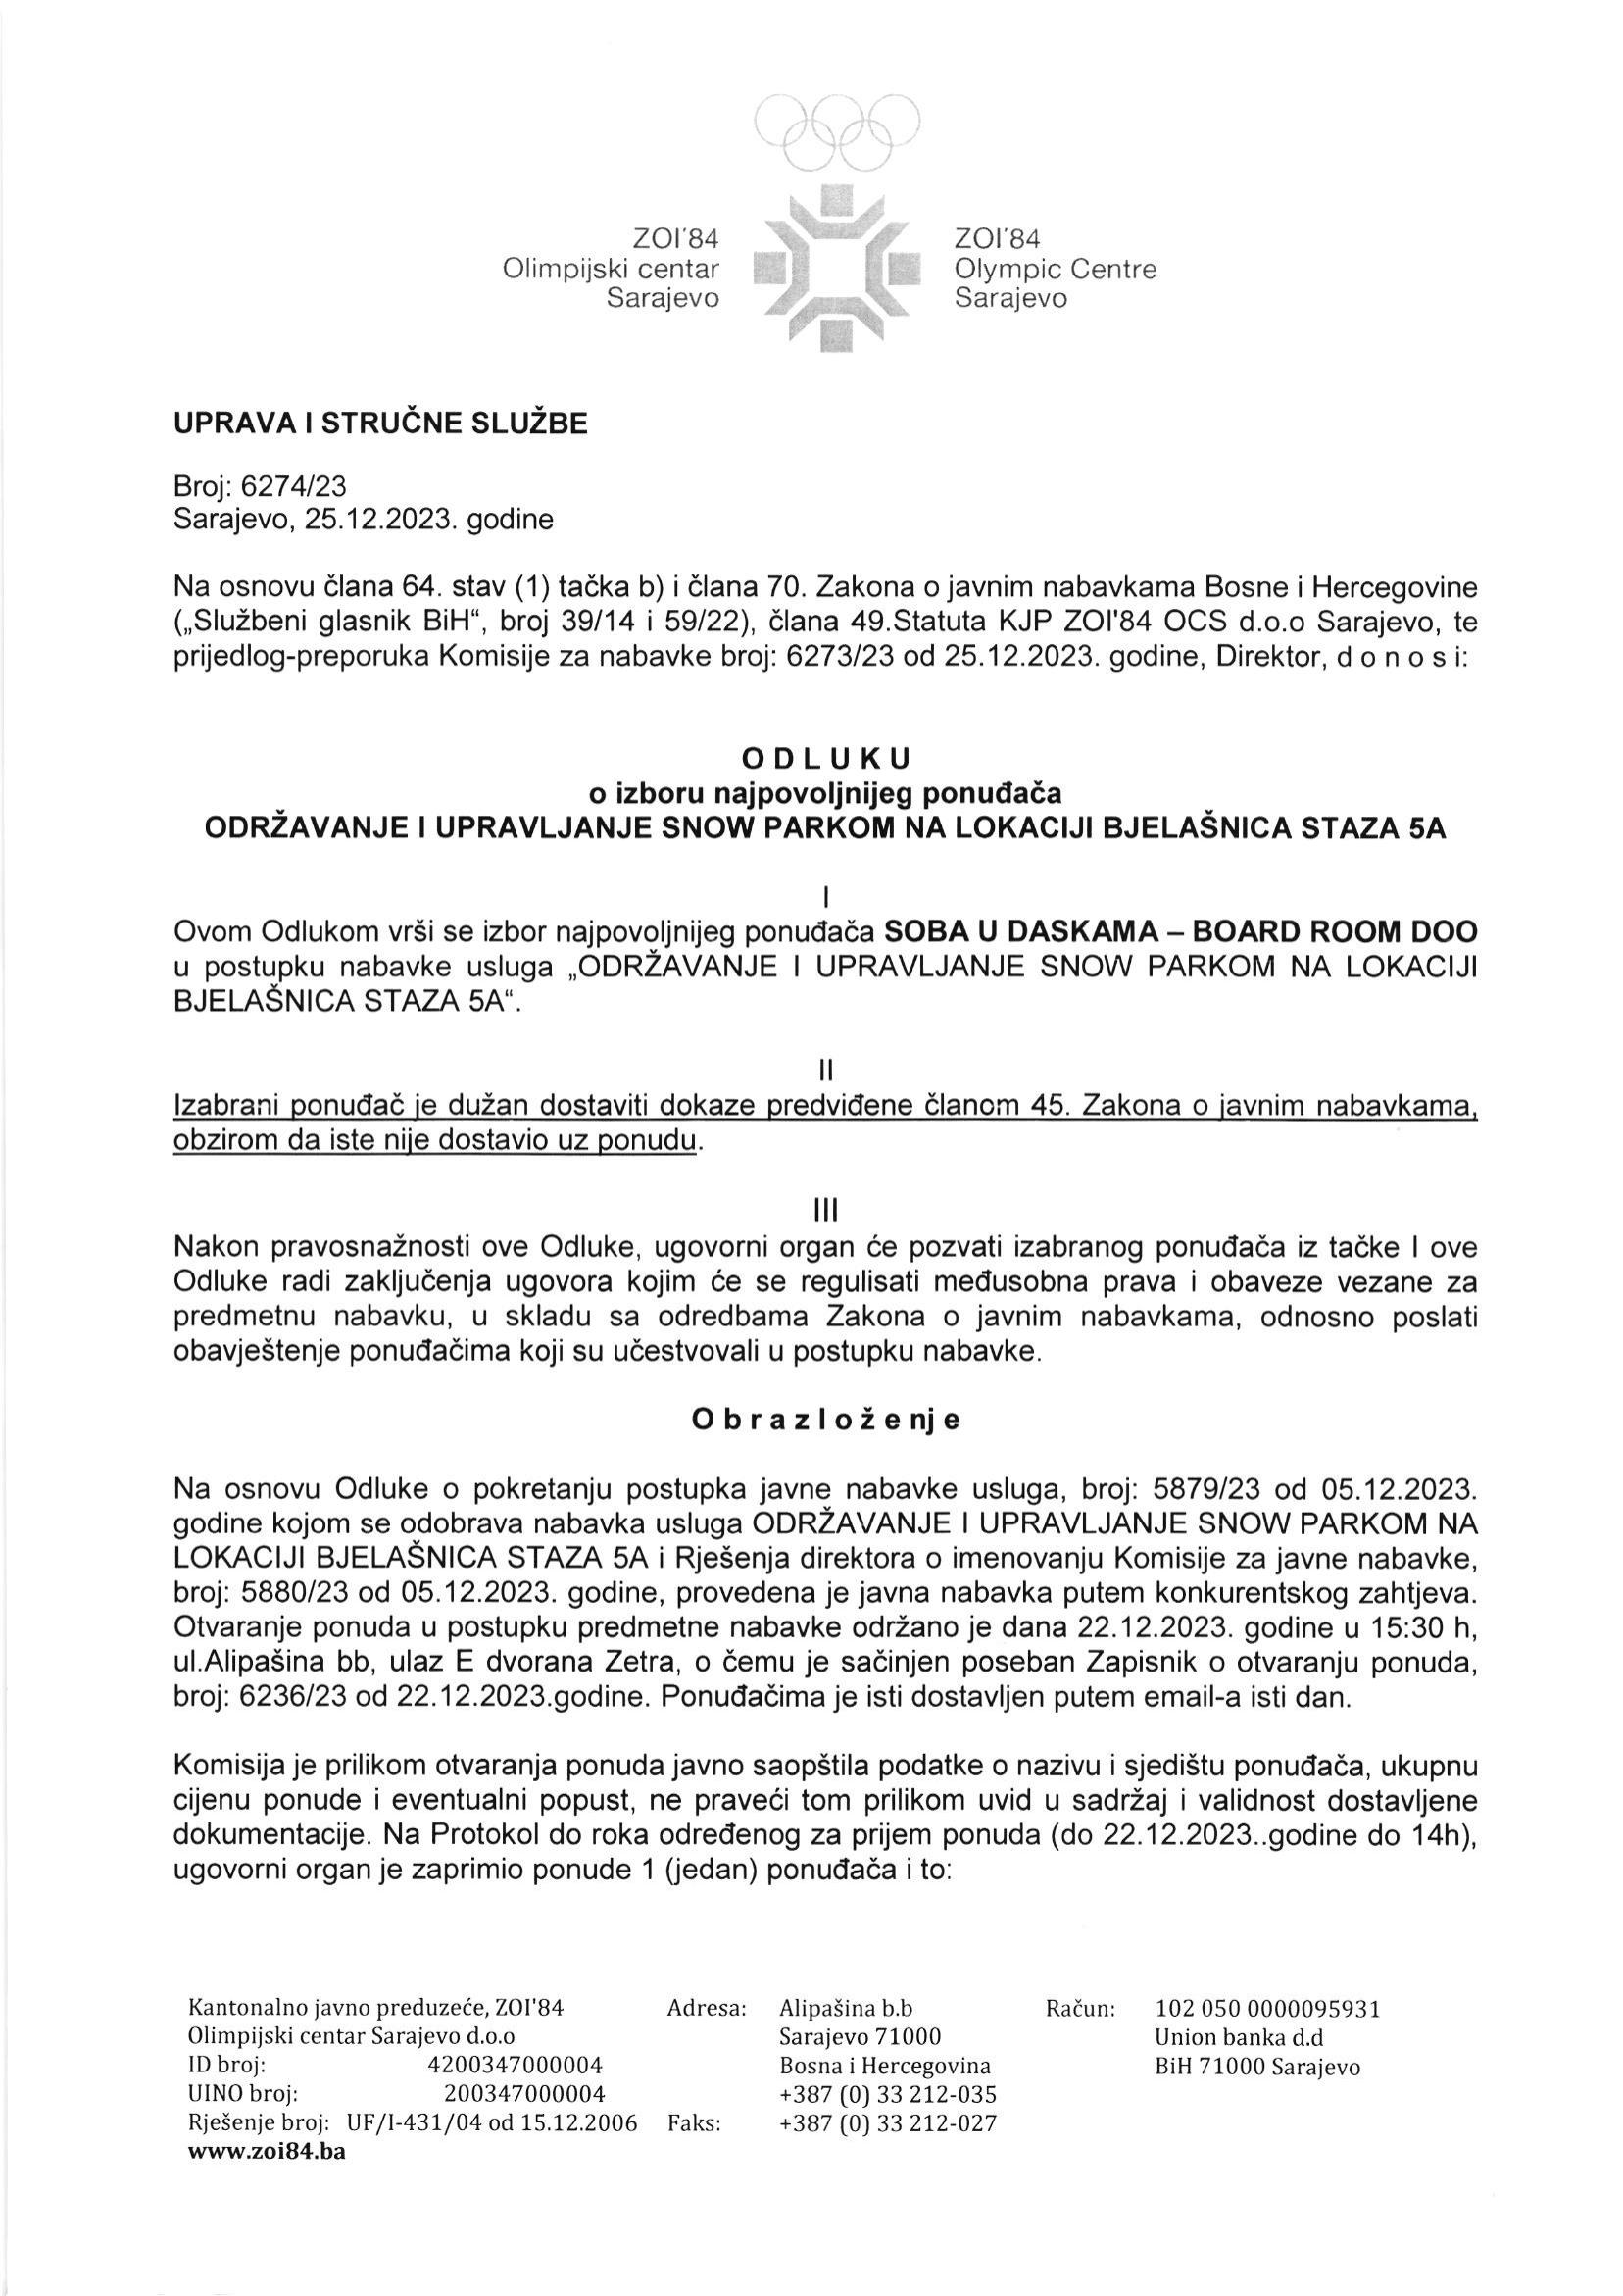 ZOI'84
Olimpijski centar
Sarajevo
ZOI'84
Olympic Centre
Sarajevo
UPRAVA I STRUČNE SLUŽBE
Broj: 6274/23
Sarajevo, 25.12.2023. godine
Na osnovu člana 64. stav (1) tačka b) i člana 70. Zakona o javnim nabavkama Bosne i Hercegovine
(„Službeni glasnik BiH“, broj 39/14 i 59/22), člana 49.Statuta KJP ZOI'84 OCS d.o.o Sarajevo, te
prijedlog-preporuka Komisije za nabavke broj: 6273/23 od 25.12.2023. godine, Direktor, d o n o s i:
O D L U K U
o izboru najpovoljnijeg ponuđača
ODRŽAVANJE I UPRAVLJANJE SNOW PARKOM NA LOKACIJI BJELAŠNICA STAZA 5A
I
Ovom Odlukom vrši se izbor najpovoljnijeg ponuđača SOBA U DASKAMA – BOARD ROOM DOO
u postupku nabavke usluga „ODRŽAVANJE I UPRAVLJANJE SNOW PARKOM NA LOKACIJI
BJELAŠNICA STAZA 5A“.
II
Izabrani ponuđač je dužan dostaviti dokaze predviđene članom 45. Zakona o javnim nabavkama,
obzirom da iste nije dostavio uz ponudu.
III
Nakon pravosnažnosti ove Odluke, ugovorni organ će pozvati izabranog ponuđača iz tačke I ove
Odluke radi zaključenja ugovora kojim će se regulisati međusobna prava i obaveze vezane za
predmetnu nabavku, u skladu sa odredbama Zakona o javnim nabavkama, odnosno poslati
obavještenje ponuđačima koji su učestvovali u postupku nabavke.
O b r a z l o ž e nj e
Na osnovu Odluke o pokretanju postupka javne nabavke usluga, broj: 5879/23 od 05.12.2023.
godine kojom se odobrava nabavka usluga ODRŽAVANJE I UPRAVLJANJE SNOW PARKOM NA
LOKACIJI BJELAŠNICA STAZA 5A i Rješenja direktora o imenovanju Komisije za javne nabavke,
broj: 5880/23 od 05.12.2023. godine, provedena je javna nabavka putem konkurentskog zahtjeva.
Otvaranje ponuda u postupku predmetne nabavke održano je dana 22.12.2023. godine u 15:30 h,
ul.Alipašina bb, ulaz E dvorana Zetra, o čemu je sačinjen poseban Zapisnik o otvaranju ponuda,
broj: 6236/23 od 22.12.2023.godine. Ponuđačima je isti dostavljen putem email-a isti dan.
Komisija je prilikom otvaranja ponuda javno saopštila podatke o nazivu i sjedištu ponuđača, ukupnu
cijenu ponude i eventualni popust, ne praveći tom prilikom uvid u sadržaj i validnost dostavljene
dokumentacije. Na Protokol do roka određenog za prijem ponuda (do 22.12.2023..godine do 14h),
ugovorni organ je zaprimio ponude 1 (jedan) ponuđača i to:
Kantonalno javno preduzeće, ZOI'84 Adresa: Alipašina b.b Račun: 102 050 0000095931
Olimpijski centar Sarajevo d.o.o Sarajevo 71000 Union banka d.d
ID broj: 4200347000004 Bosna i Hercegovina BiH 71000 Sarajevo
UINO broj: 200347000004 +387 (0) 33 212-035
Rješenje broj: UF/I-431/04 od 15.12.2006 Faks: +387 (0) 33 212-027
www.zoi84.ba